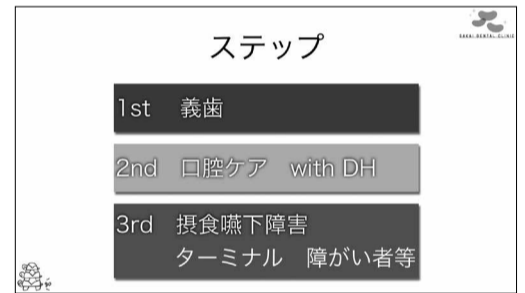 SAKAI DENTAL CLINIC
ステップ
1st 義歯
2nd 口腔ケア with DH
3rd 摂食嚥下障害
ターミナル 障がい者等